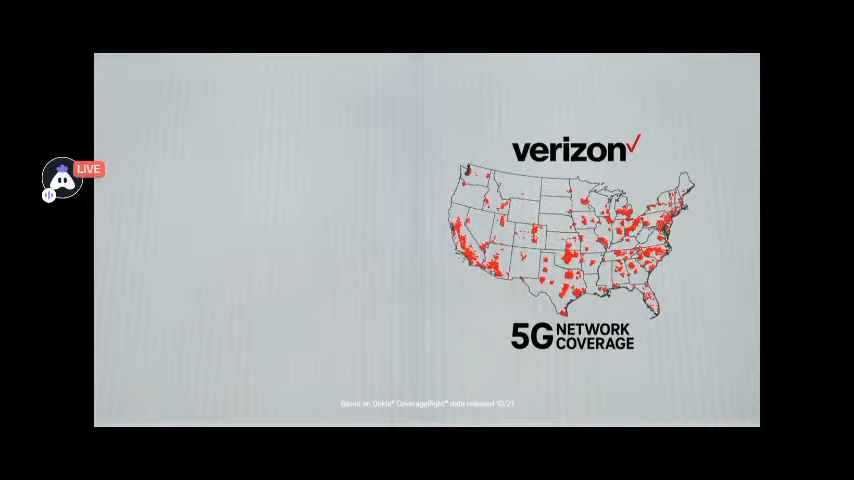 LIVE
verizon
5G NETWORK COVERAGE
Based on Ookla® CoverageRight® data released 10/21